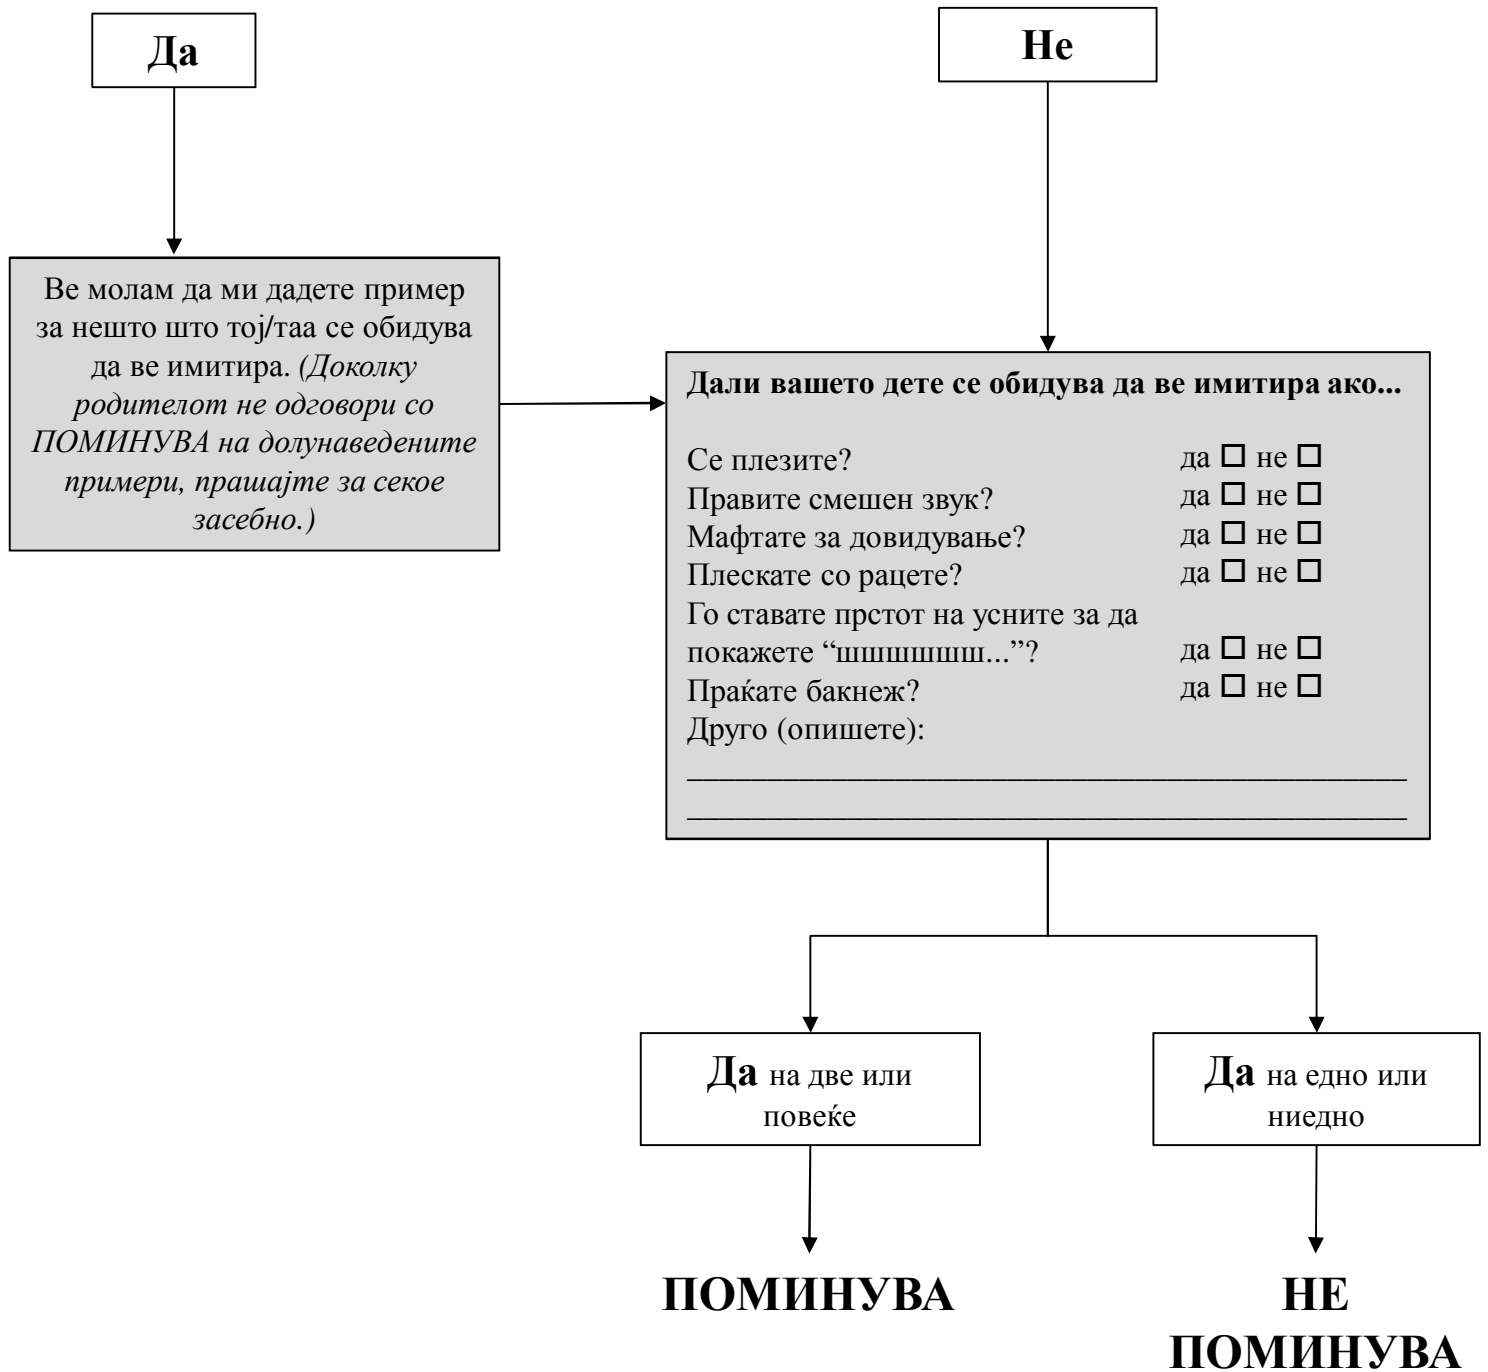 Да
Не
Ве молам да ми дадете пример
за нешто што тој/таа се обидува
да ве имитира. (Доколку
родителот не одговори со
ПОМИНУВА на долунаведените
примери, прашајте за секое
засебно.)
Дали вашето дете се обидува да ве имитира ако...
Се плезите? да □ не □
Правите смешен звук? да □ не □
Мафтате за довидување? да □ не □
Плескате со рацете? да □ не □
Го ставате прстот на усните за да
покажете “шшшшшш...”? да □ не □
Праќате бакнеж? да □ не □
Друго (опишете):
Да на две или
повеќе
Да на едно или
ниедно
ПОМИНУВА
НЕ
ПОМИНУВА